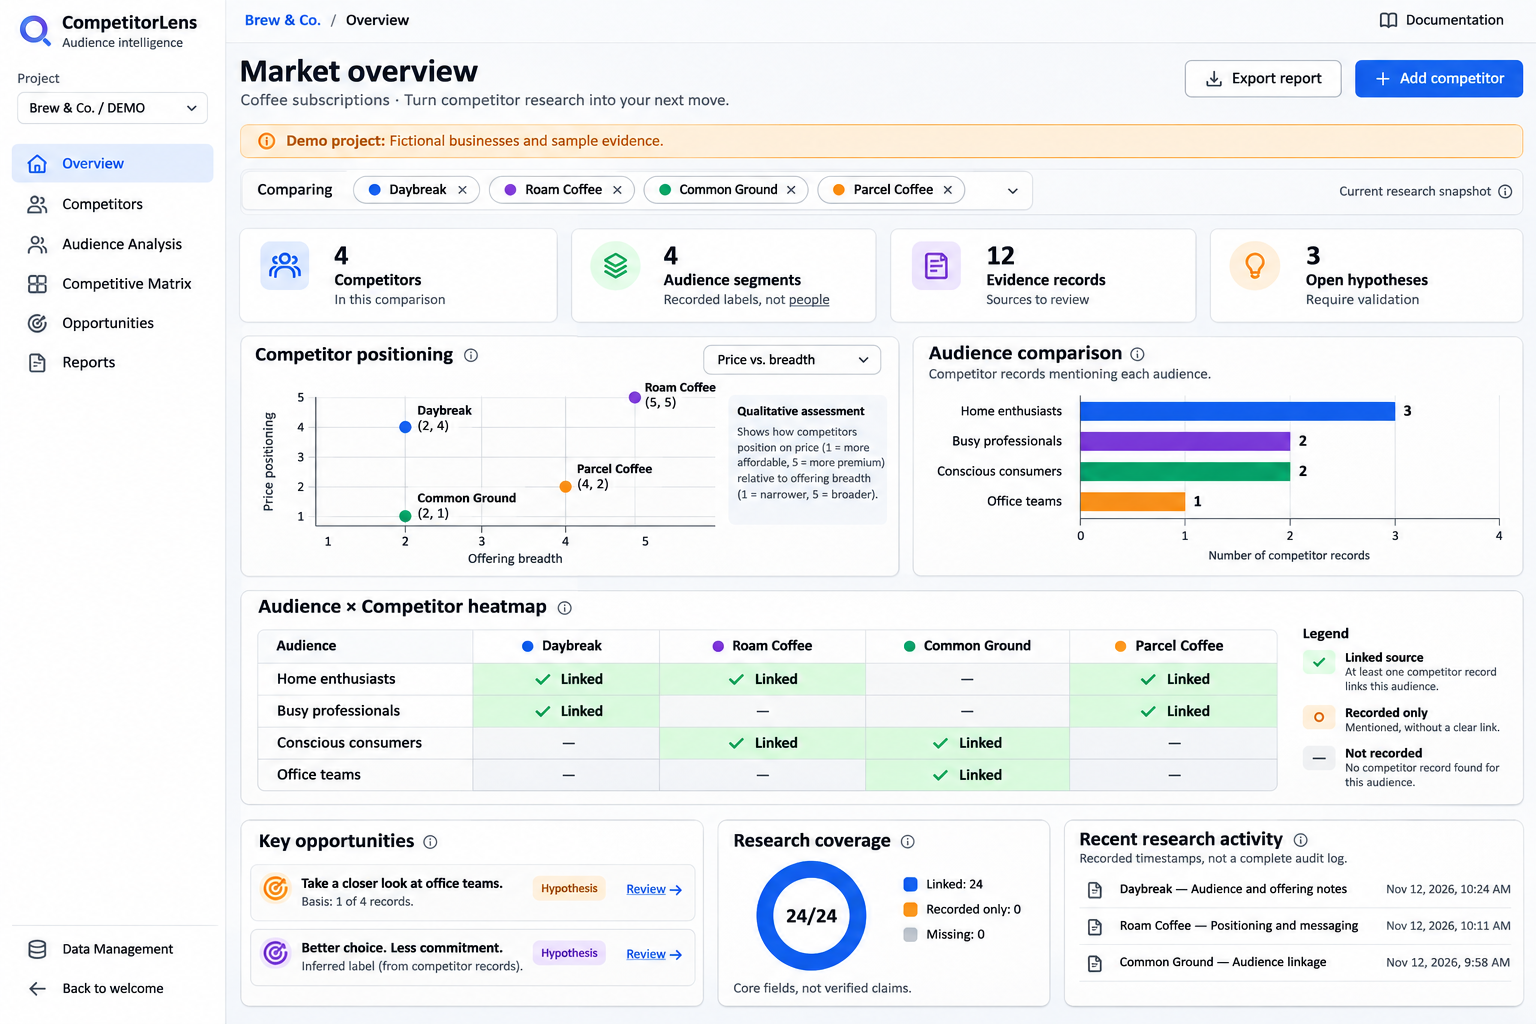 CompetitorLens
Audience intelligence
Project
Brew & Co. / DEMO
Overview
Competitors
Audience Analysis
Competitive Matrix
Opportunities
Reports
Data Management
Back to welcome
Brew & Co. / Overview
Documentation
Market overview
Coffee subscriptions · Turn competitor research into your next move.
Export report
+ Add competitor
Demo project: Fictional businesses and sample evidence.
Comparing
Daybreak ×
Roam Coffee ×
Common Ground ×
Parcel Coffee ×
Current research snapshot
4
Competitors
In this comparison
4
Audience segments
Recorded labels, not people
12
Evidence records
Sources to review
3
Open hypotheses
Require validation
Competitor positioning
Price vs. breadth
Price positioning
5
4
3
2
1
Roam Coffee
(5, 5)
Daybreak
(2, 4)
Parcel Coffee
(4, 2)
Common Ground
(2, 1)
1 2 3 4 5
Offering breadth
Qualitative assessment
Shows how competitors
position on price (1 = more
affordable, 5 = more premium)
relative to offering breadth
(1 = narrower, 5 = broader).
Audience comparison
Competitor records mentioning each audience.
Home enthusiasts 3
Busy professionals 2
Conscious consumers 2
Office teams 1
0 1 2 3 4
Number of competitor records
Audience × Competitor heatmap
Audience Daybreak Roam Coffee Common Ground Parcel Coffee
Home enthusiasts Linked Linked — Linked
Busy professionals Linked — — Linked
Conscious consumers — Linked Linked —
Office teams — — Linked —
Legend
Linked source
At least one competitor record
links this audience.
Recorded only
Mentioned, without a clear link.
Not recorded
No competitor record found for
this audience.
Key opportunities
Take a closer look at office teams.
Basis: 1 of 4 records.
Hypothesis
Review →
Better choice. Less commitment.
Inferred label (from competitor records).
Hypothesis
Review →
Research coverage
24/24
Linked: 24
Recorded only: 0
Missing: 0
Core fields, not verified claims.
Recent research activity
Recorded timestamps, not a complete audit log.
Daybreak — Audience and offering notes Nov 12, 2026, 10:24 AM
Roam Coffee — Positioning and messaging Nov 12, 2026, 10:11 AM
Common Ground — Audience linkage Nov 12, 2026, 9:58 AM